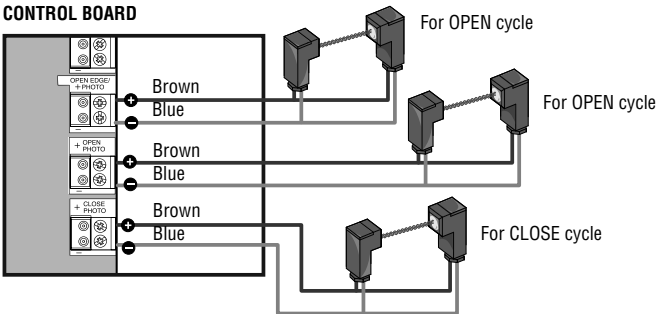 CONTROL BOARD
For OPEN cycle
−
OPEN EDGE/
+ PHOTO
+
Brown
−
Blue
−
For OPEN cycle
+ OPEN
PHOTO
+
Brown
−
Blue
−
+ CLOSE
PHOTO
+
Brown
−
Blue
−
For CLOSE cycle